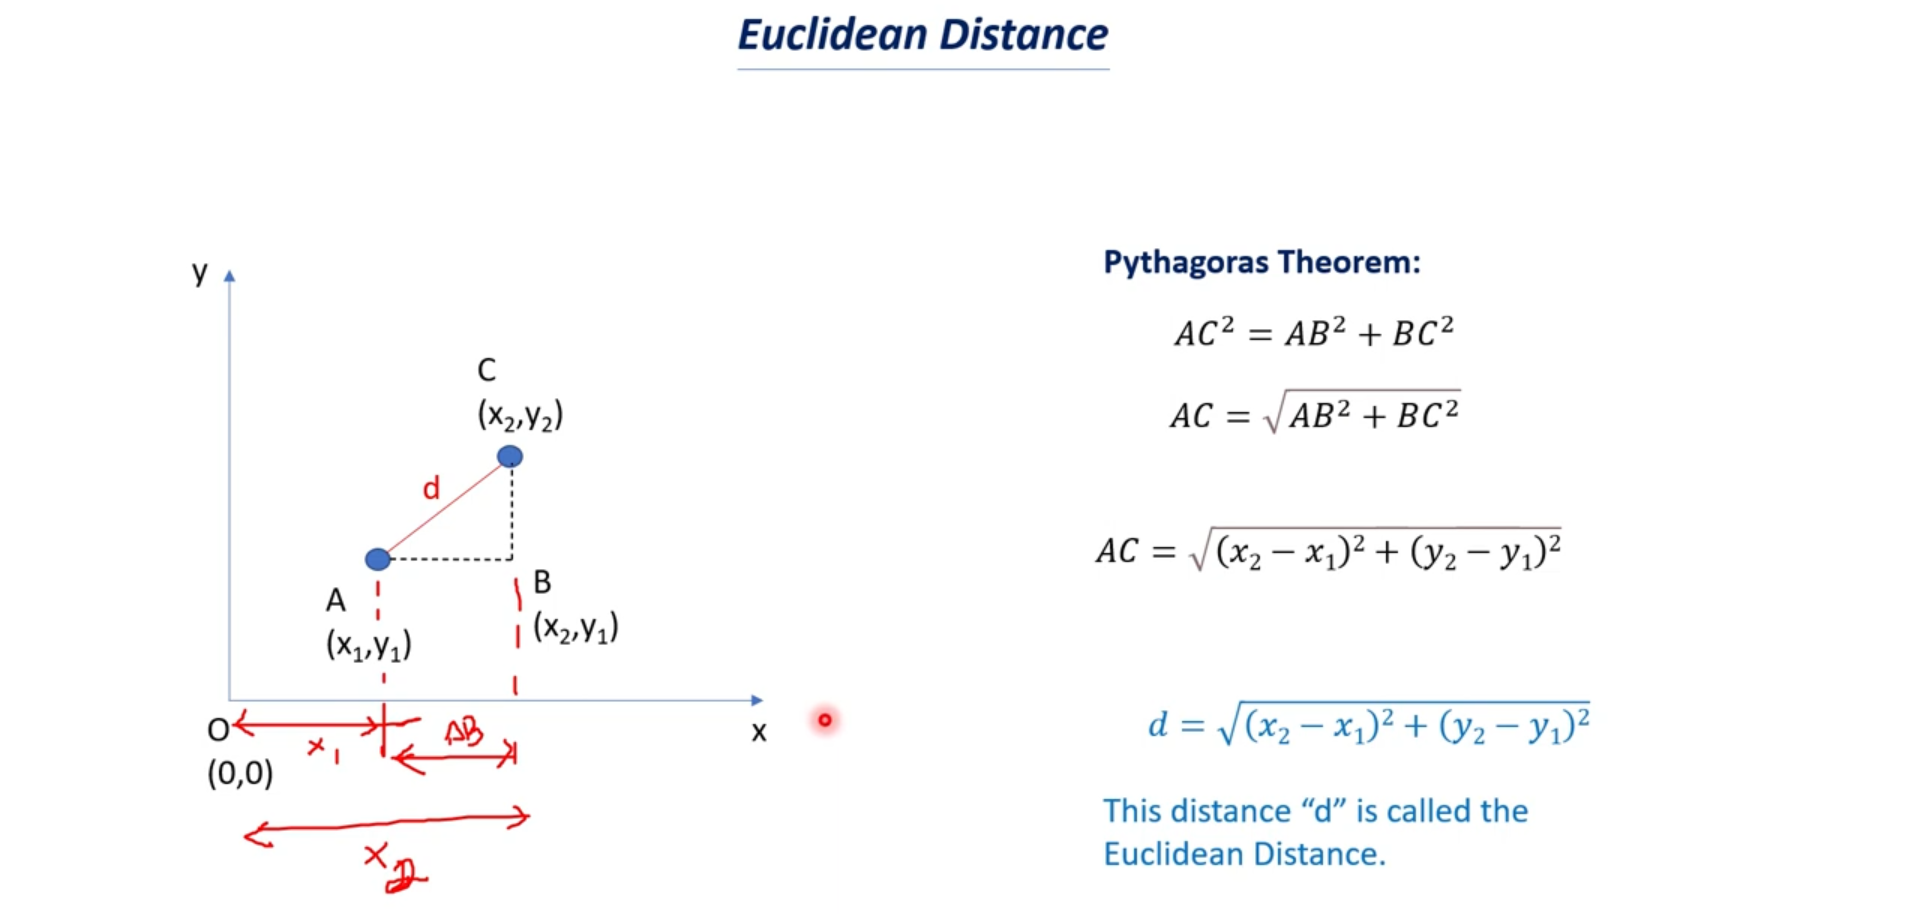 Euclidean Distance
y
C
(x₂,y₂)
d
A
(x₁,y₁)
B
(x₂,y₁)
O
(0,0)
x
x₁
AB
x₂
Pythagoras Theorem:
AC² = AB² + BC²
AC = √(AB² + BC²)
AC = √((x₂ − x₁)² + (y₂ − y₁)²)
d = √((x₂ − x₁)² + (y₂ − y₁)²)
This distance “d” is called the
Euclidean Distance.